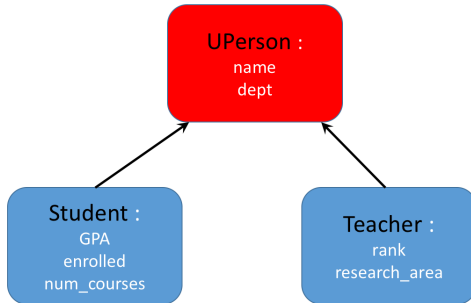 UPerson :
name
dept
Student :
GPA
enrolled
num_courses
Teacher :
rank
research_area